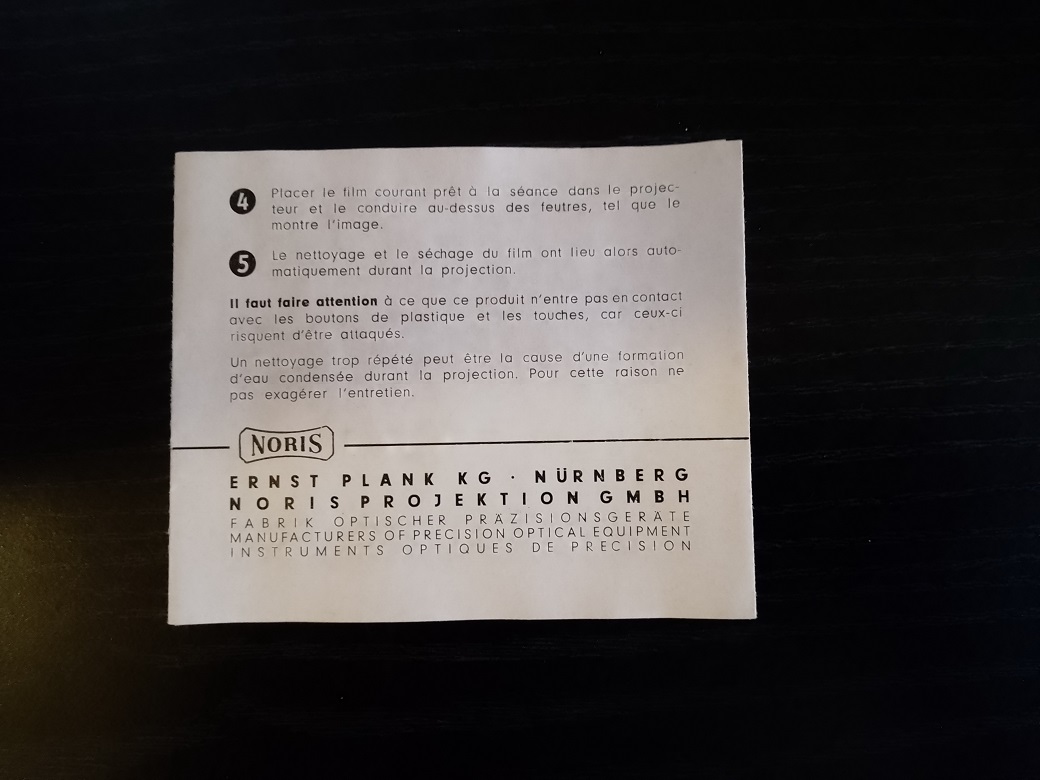 4 Placer le film courant prêt à la séance dans le projec-
teur et le conduire au-dessus des feutres, tel que le
montre l'image.
5 Le nettoyage et le séchage du film ont lieu alors auto-
matiquement durant la projection.
Il faut faire attention à ce que ce produit n'entre pas en contact
avec les boutons de plastique et les touches, car ceux-ci
risquent d'être attaqués.
Un nettoyage trop répété peut être la cause d'une formation
d'eau condensée durant la projection. Pour cette raison ne
pas exagérer l'entretien.
NORIS
ERNST PLANK KG · NÜRNBERG
NORIS PROJEKTION GMBH
FABRIK OPTISCHER PRÄZISIONSGERÄTE
MANUFACTURERS OF PRECISION OPTICAL EQUIPMENT
INSTRUMENTS OPTIQUES DE PRECISION